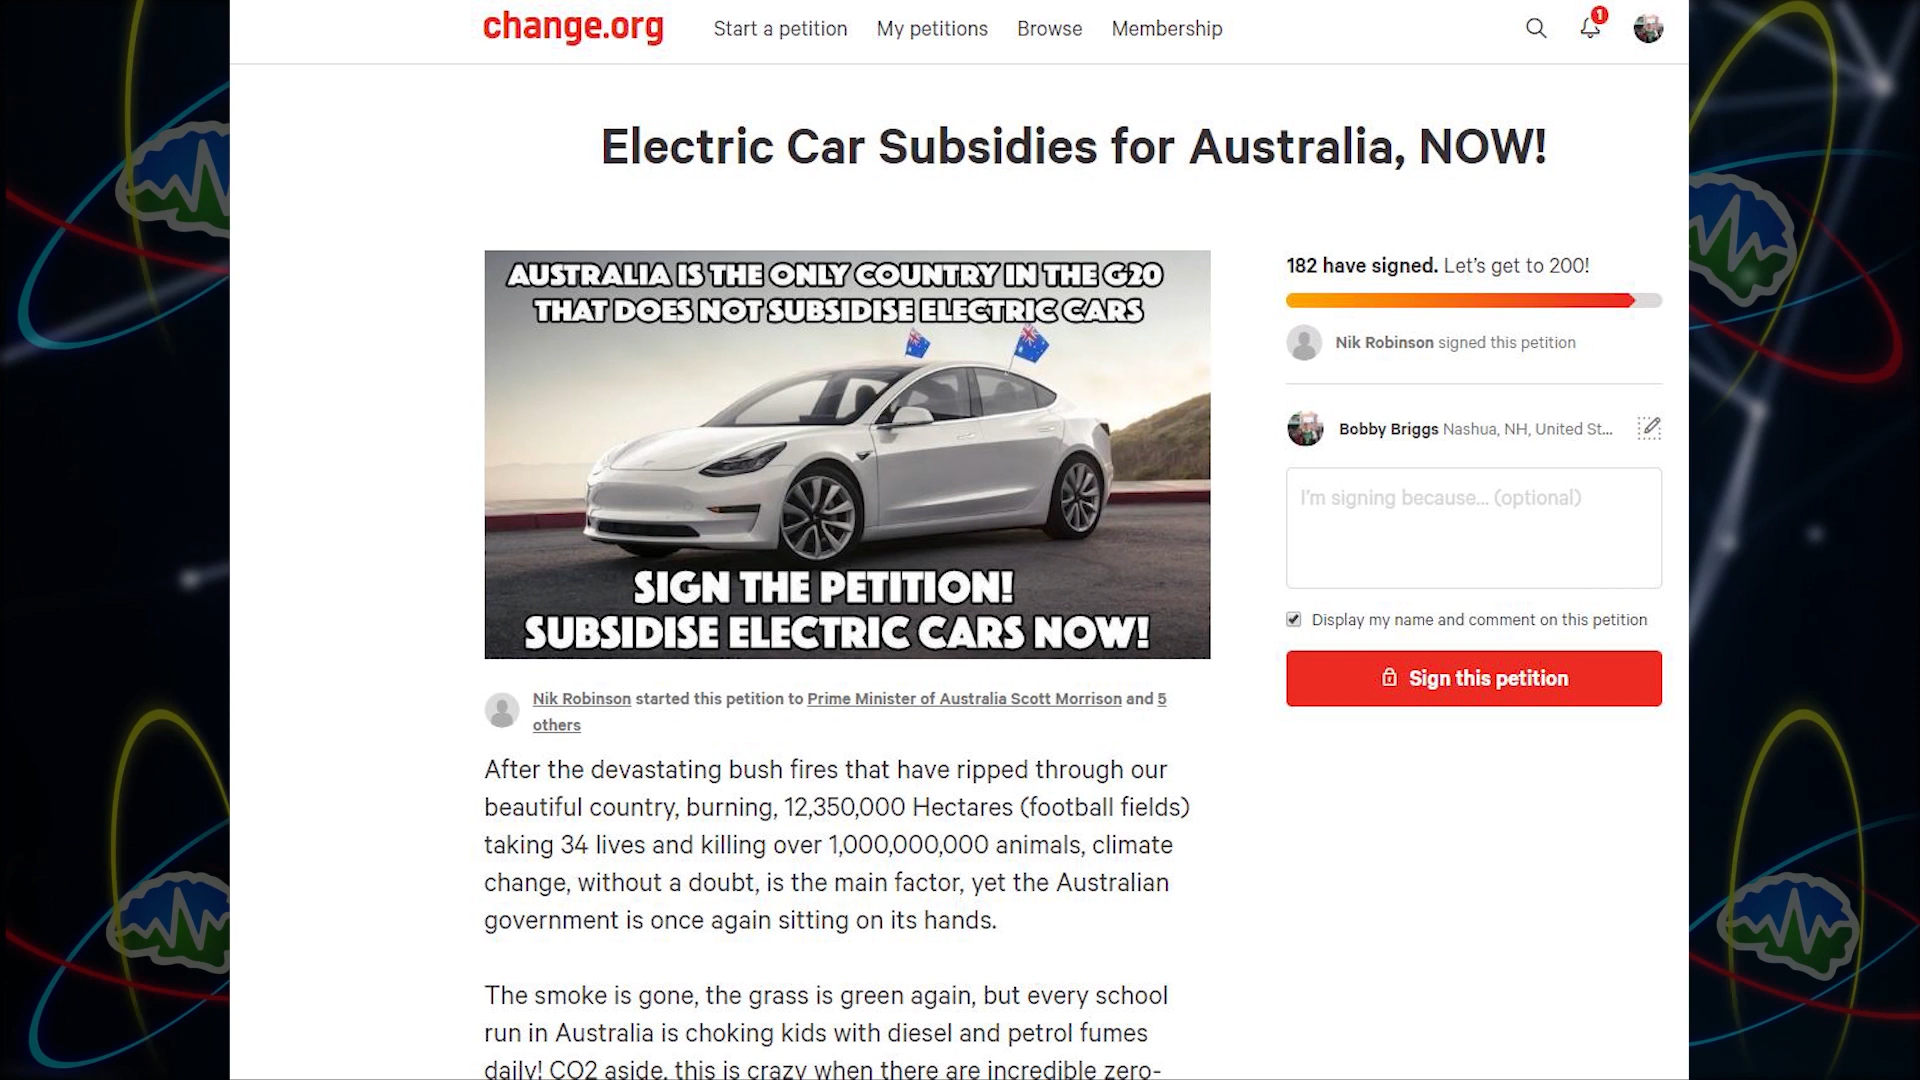 change.org
Start a petition
My petitions
Browse
Membership
1
Electric Car Subsidies for Australia, NOW!
AUSTRALIA IS THE ONLY COUNTRY IN THE G20
THAT DOES NOT SUBSIDISE ELECTRIC CARS
SIGN THE PETITION!
SUBSIDISE ELECTRIC CARS NOW!
182 have signed. Let's get to 200!
Nik Robinson signed this petition
Bobby Briggs Nashua, NH, United St...
I'm signing because... (optional)
Display my name and comment on this petition
Sign this petition
Nik Robinson started this petition to Prime Minister of Australia Scott Morrison and 5
others
After the devastating bush fires that have ripped through our
beautiful country, burning, 12,350,000 Hectares (football fields)
taking 34 lives and killing over 1,000,000,000 animals, climate
change, without a doubt, is the main factor, yet the Australian
government is once again sitting on its hands.
The smoke is gone, the grass is green again, but every school
run in Australia is choking kids with diesel and petrol fumes
daily! CO2 aside, this is crazy when there are incredible zero-